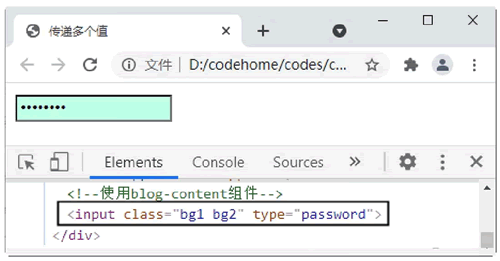 传递多个值
文件 | D:/codehome/codes/c...
••••••••
Elements Console Sources »
<!--使用blog-content组件-->
<input class="bg1 bg2" type="password">
</div>